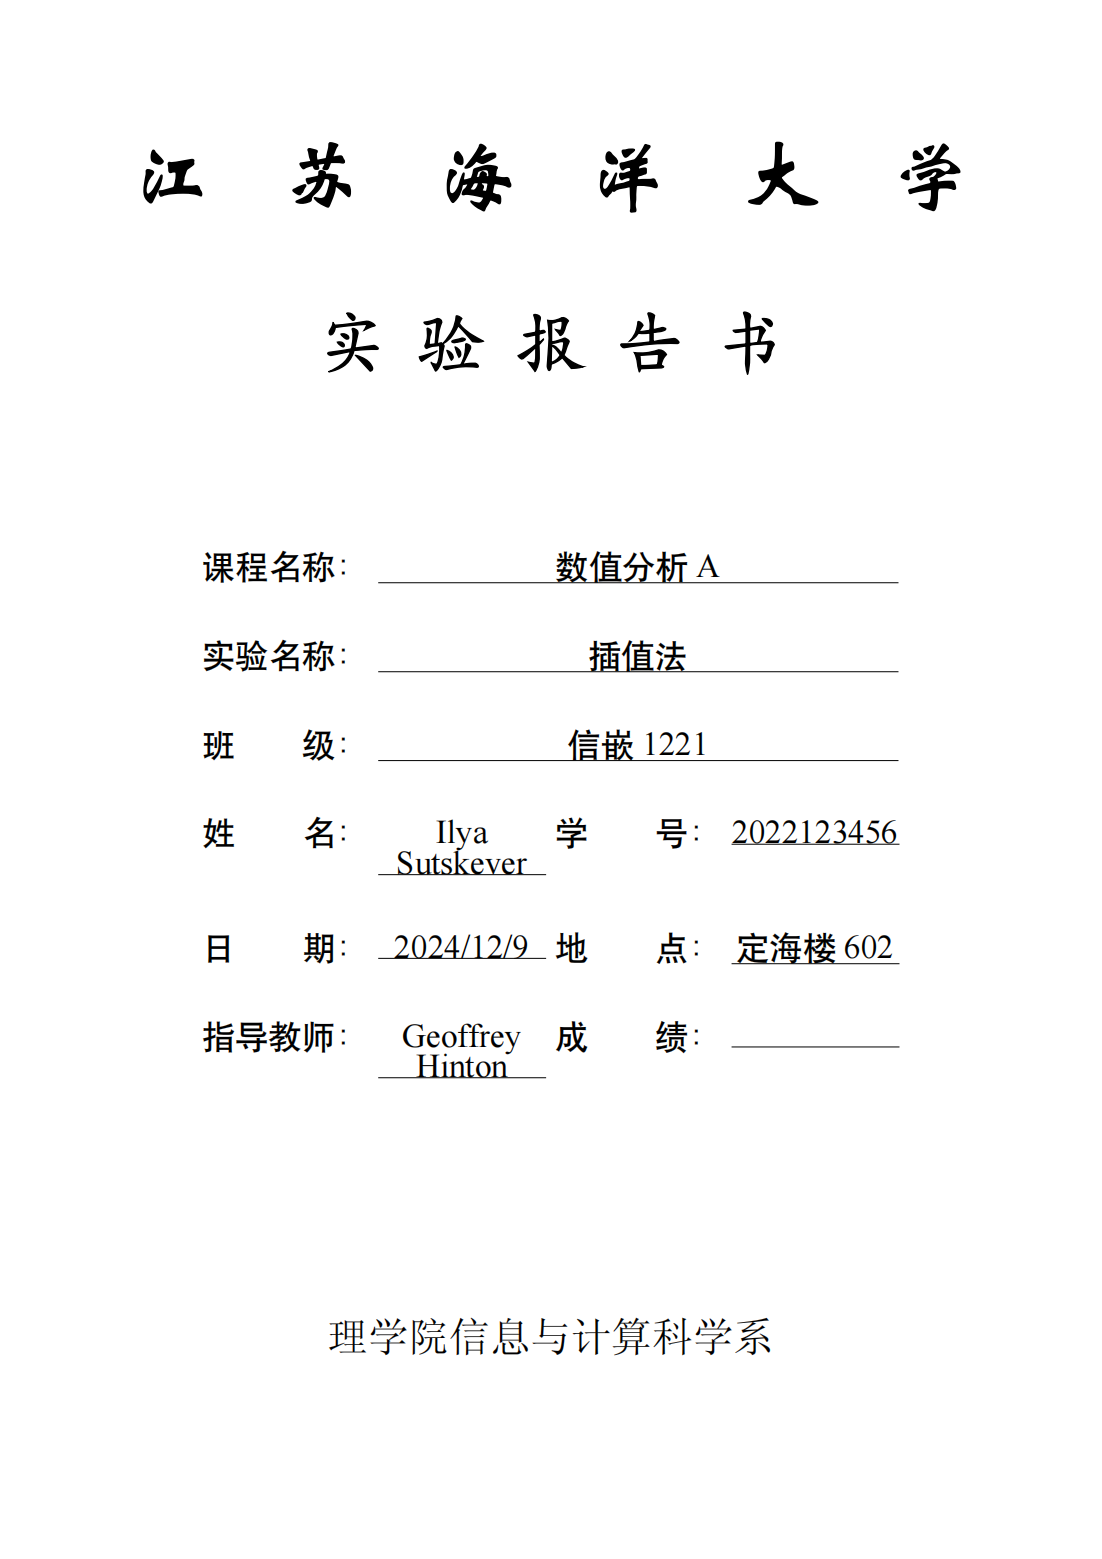 江苏海洋大学
实验报告书
课程名称： 数值分析 A
实验名称： 插值法
班 级： 信嵌 1221
姓 名： Ilya Sutskever 学 号： 2022123456
日 期： 2024/12/9 地 点： 定海楼 602
指导教师： Geoffrey Hinton 成 绩：
理学院信息与计算科学系